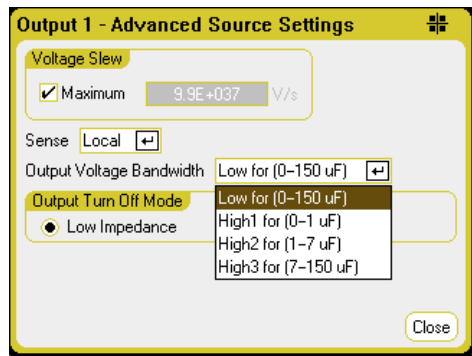 Output 1 - Advanced Source Settings
Voltage Slew
Maximum 9.9E+037 V/s
Sense Local
Output Voltage Bandwidth Low for (0-150 uF)
Low for (0-150 uF)
Output Turn Off Mode
High1 for (0-1 uF)
Low Impedance
High2 for (1-7 uF)
High3 for (7-150 uF)
Close